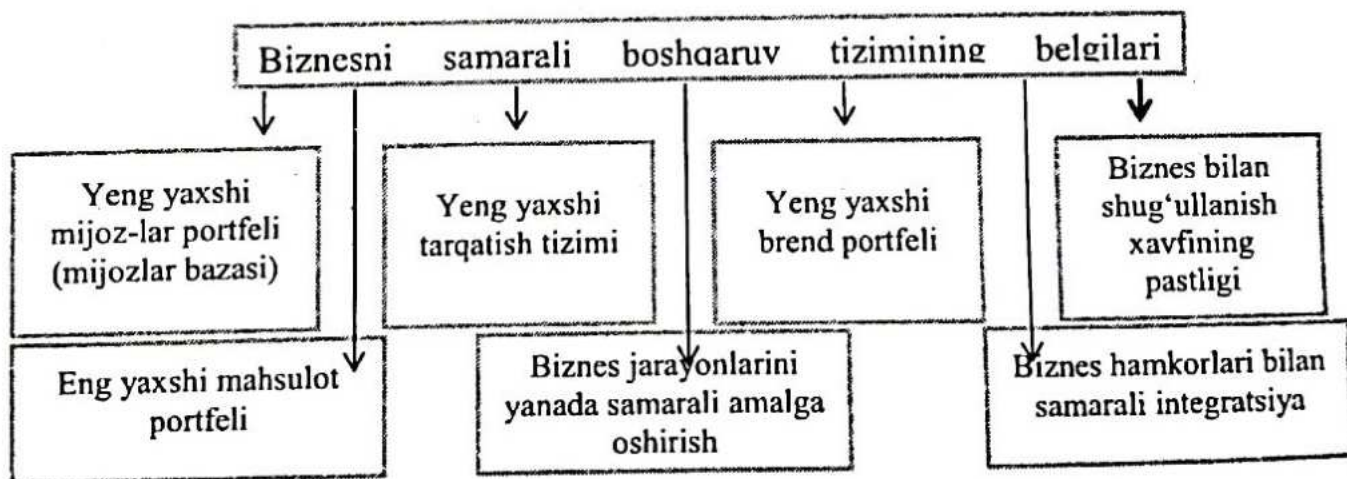 Biznesni samarali boshqaruv tizimining belgilari
Yeng yaxshi
mijoz-lar portfeli
(mijozlar bazasi)
Yeng yaxshi
tarqatish tizimi
Yeng yaxshi
brend portfeli
Biznes bilan
shug‘ullanish
xavfining
pastligi
Eng yaxshi mahsulot
portfeli
Biznes jarayonlarini
yanada samarali amalga
oshirish
Biznes hamkorlari bilan
samarali integratsiya